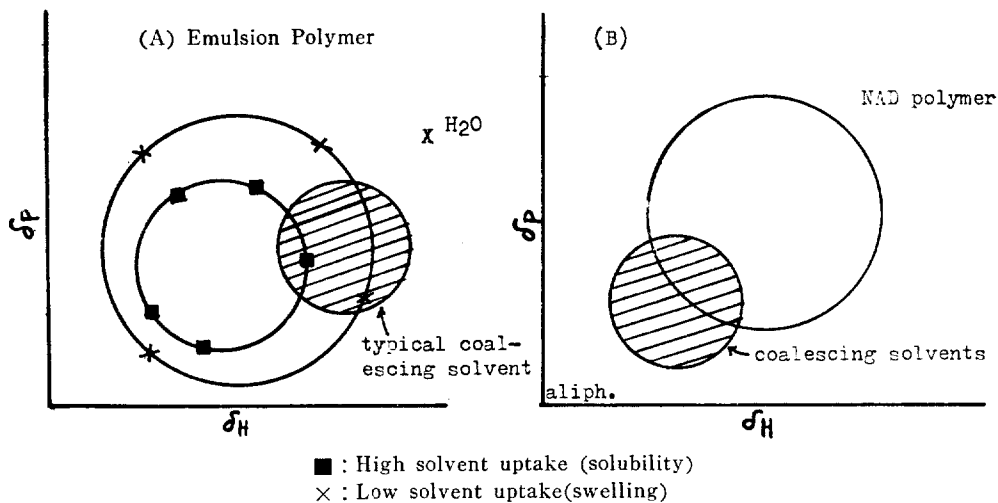 (A) Emulsion Polymer
X H2O
δP
typical coal-
escing solvent
δH
(B)
NAD polymer
δP
coalescing solvents
aliph.
δH
■ : High solvent uptake (solubility)
× : Low solvent uptake(swelling)